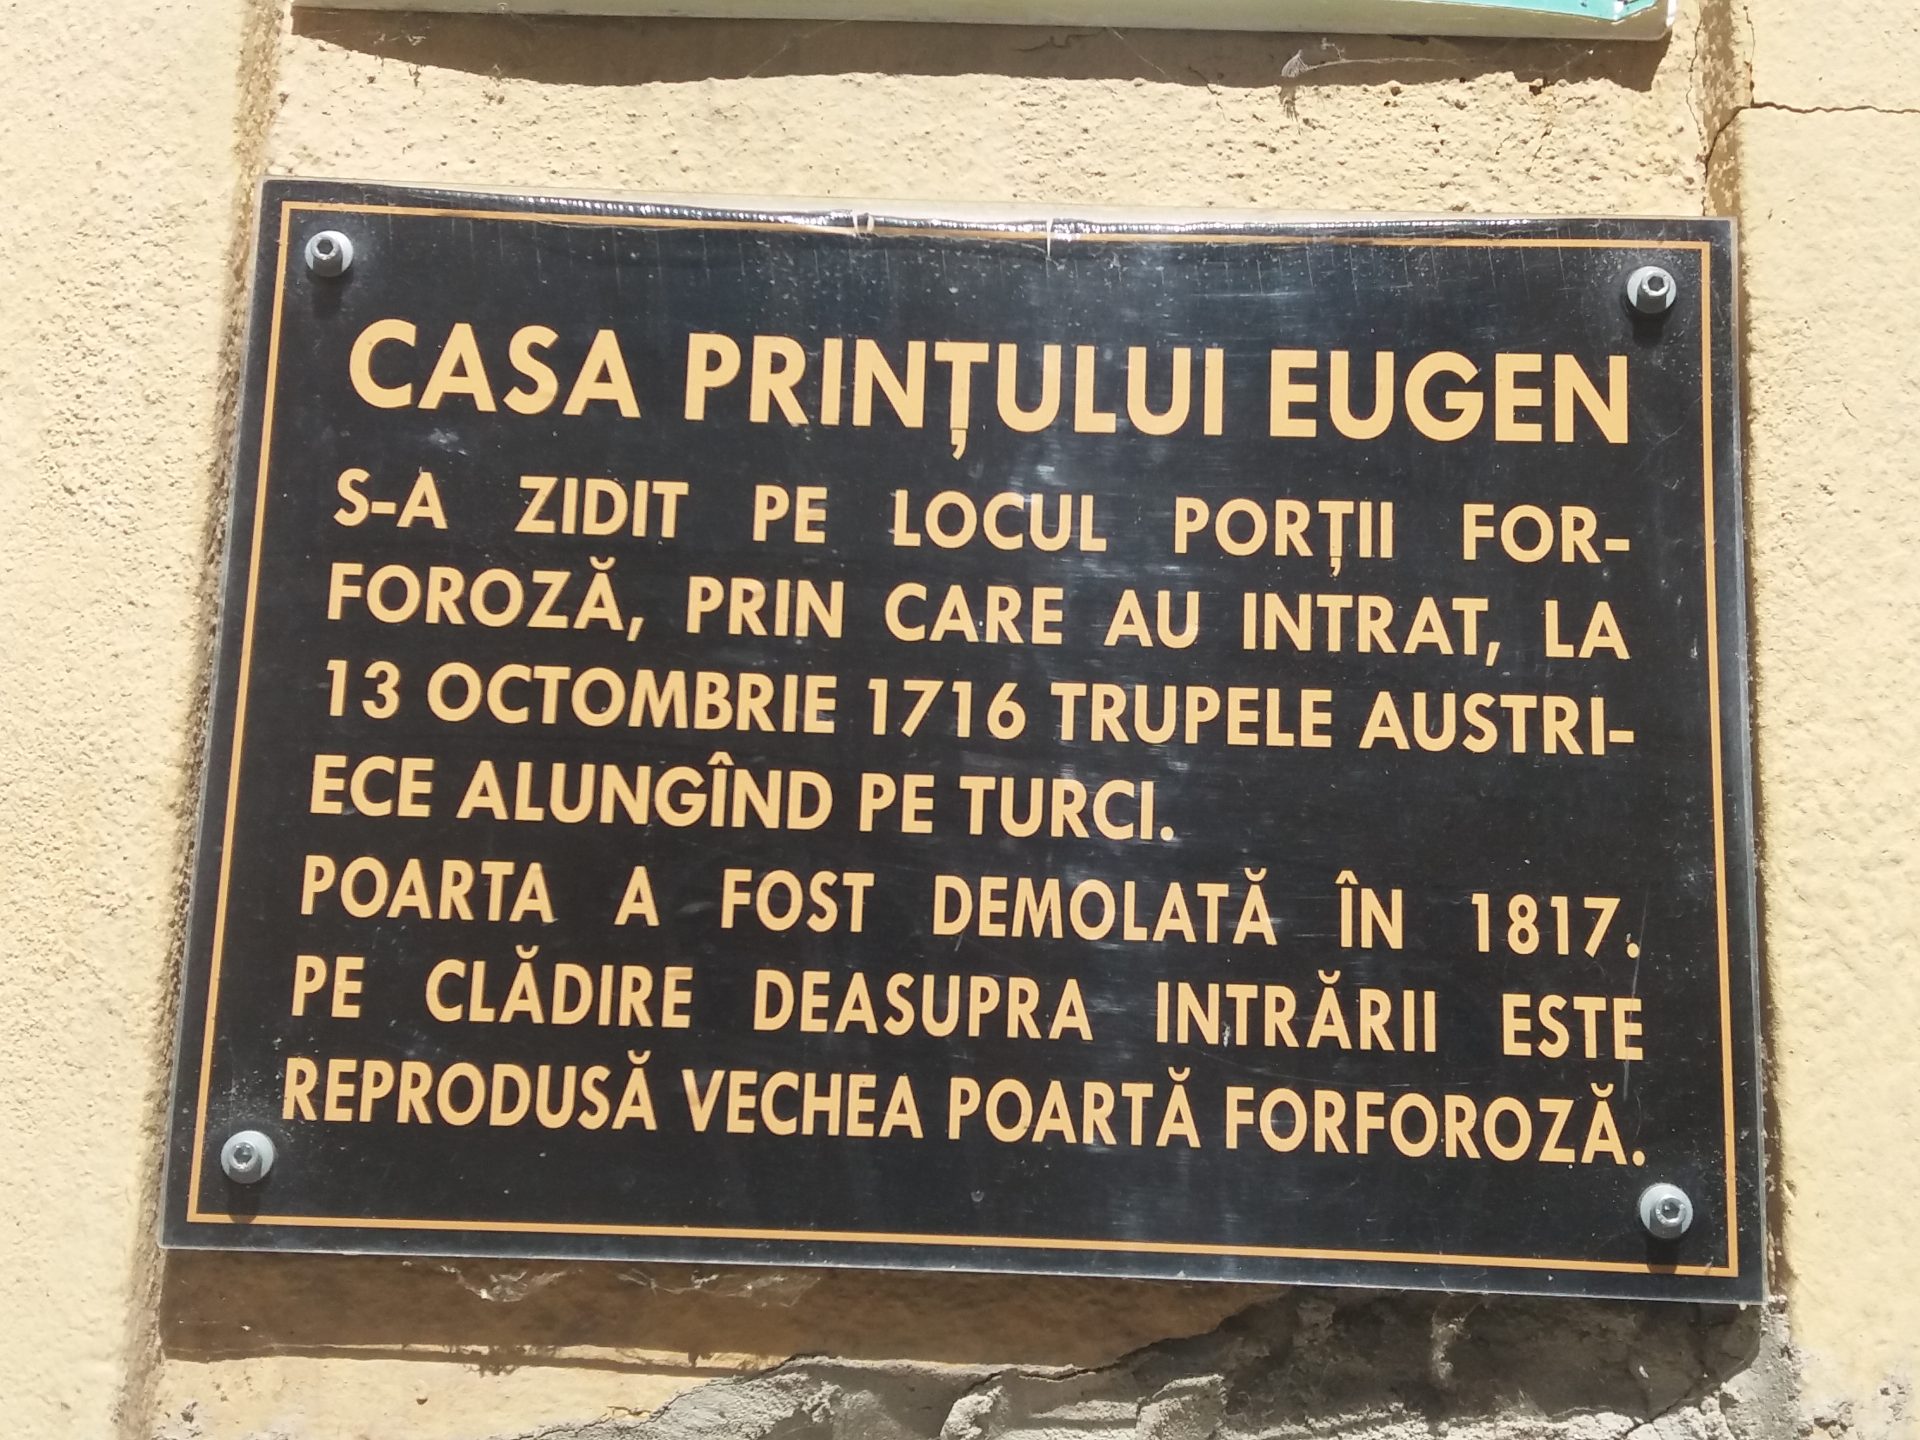 CASA PRINȚULUI EUGEN
S-A ZIDIT PE LOCUL PORȚII FOR-
FOROZĂ, PRIN CARE AU INTRAT, LA
13 OCTOMBRIE 1716 TRUPELE AUSTRI-
ECE ALUNGÎND PE TURCI.
POARTA A FOST DEMOLATĂ ÎN 1817.
PE CLĂDIRE DEASUPRA INTRĂRII ESTE
REPRODUSĂ VECHEA POARTĂ FORFOROZĂ.